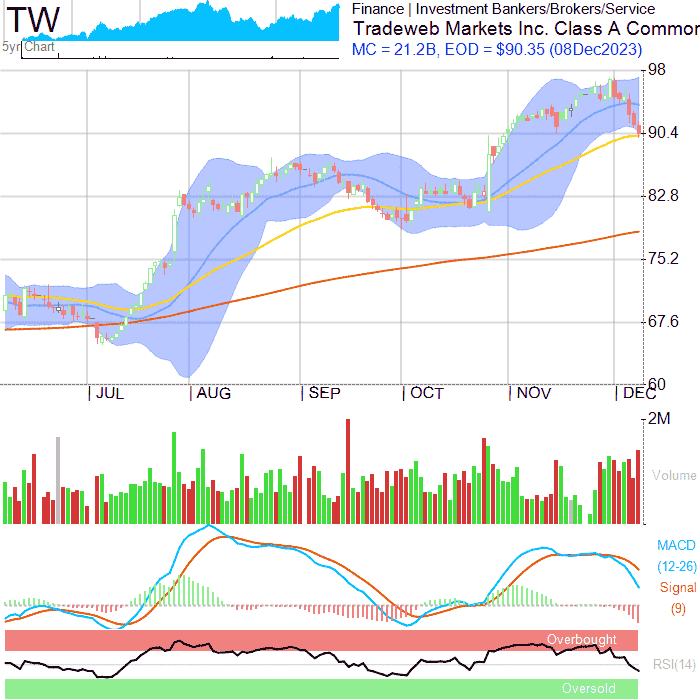 TW
5yr Chart
Finance | Investment Bankers/Brokers/Service
Tradeweb Markets Inc. Class A Common
MC = 21.2B, EOD = $90.35 (08Dec2023)
98
90.4
82.8
75.2
67.6
60
JUL AUG SEP OCT NOV DEC
2M
Volume
MACD
(12-26)
Signal
(9)
Overbought
RSI(14)
Oversold